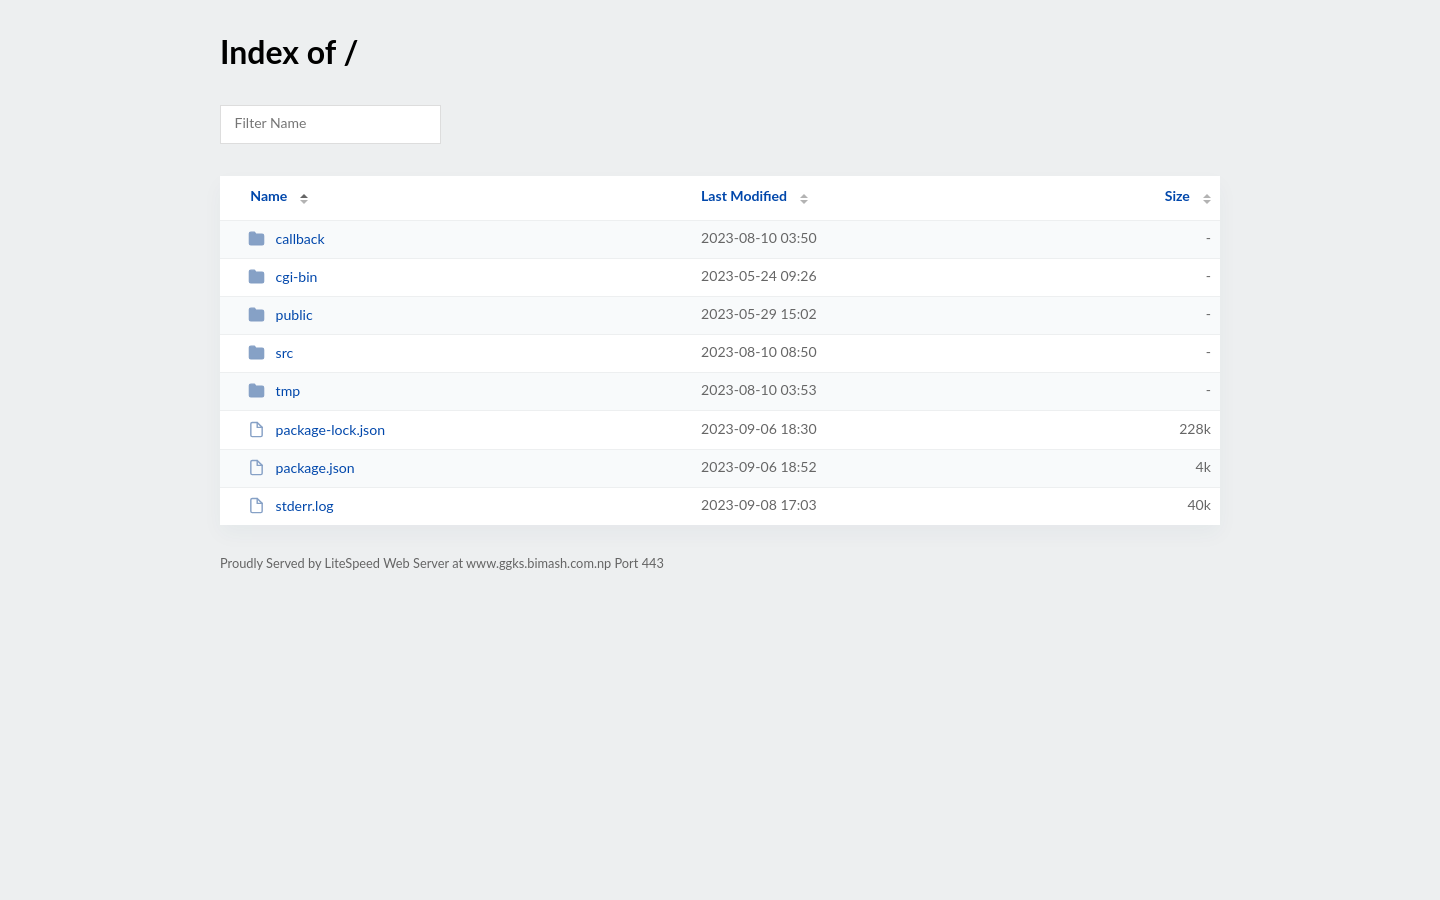 Index of /
Filter Name
Name Last Modified Size
callback 2023-08-10 03:50 -
cgi-bin 2023-05-24 09:26 -
public 2023-05-29 15:02 -
src 2023-08-10 08:50 -
tmp 2023-08-10 03:53 -
package-lock.json 2023-09-06 18:30 228k
package.json 2023-09-06 18:52 4k
stderr.log 2023-09-08 17:03 40k
Proudly Served by LiteSpeed Web Server at www.ggks.bimash.com.np Port 443